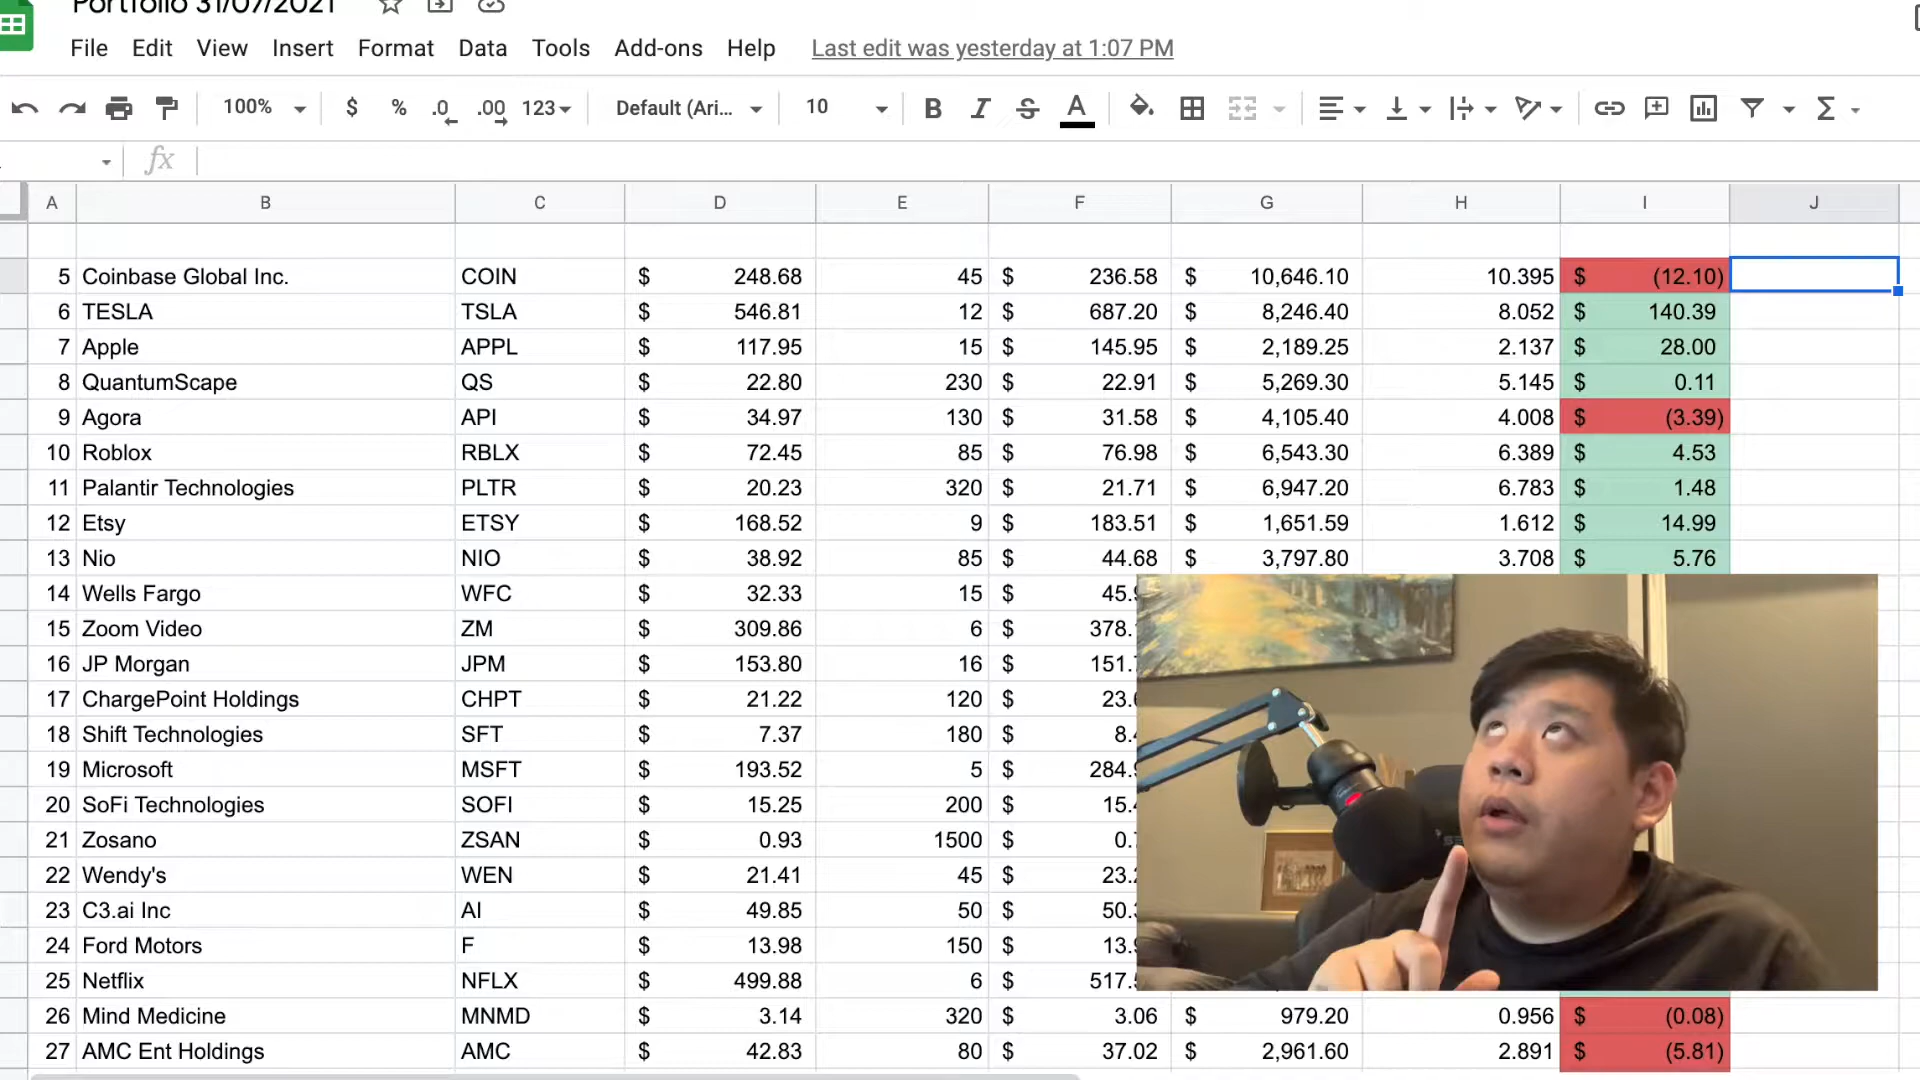 Portfolio 31/07/2021
File Edit View Insert Format Data Tools Add-ons Help Last edit was yesterday at 1:07 PM
100% $ % .0 .00 123 Default (Ari... 10 B I S A Σ
fx
A B C D E F G H I J
5 Coinbase Global Inc. COIN $ 248.68 45 $ 236.58 $ 10,646.10 10.395 $ (12.10)
6 TESLA TSLA $ 546.81 12 $ 687.20 $ 8,246.40 8.052 $ 140.39
7 Apple APPL $ 117.95 15 $ 145.95 $ 2,189.25 2.137 $ 28.00
8 QuantumScape QS $ 22.80 230 $ 22.91 $ 5,269.30 5.145 $ 0.11
9 Agora API $ 34.97 130 $ 31.58 $ 4,105.40 4.008 $ (3.39)
10 Roblox RBLX $ 72.45 85 $ 76.98 $ 6,543.30 6.389 $ 4.53
11 Palantir Technologies PLTR $ 20.23 320 $ 21.71 $ 6,947.20 6.783 $ 1.48
12 Etsy ETSY $ 168.52 9 $ 183.51 $ 1,651.59 1.612 $ 14.99
13 Nio NIO $ 38.92 85 $ 44.68 $ 3,797.80 3.708 $ 5.76
14 Wells Fargo WFC $ 32.33 15 $ 45.
15 Zoom Video ZM $ 309.86 6 $ 378.
16 JP Morgan JPM $ 153.80 16 $ 151.
17 ChargePoint Holdings CHPT $ 21.22 120 $ 23.
18 Shift Technologies SFT $ 7.37 180 $ 8.
19 Microsoft MSFT $ 193.52 5 $ 284.
20 SoFi Technologies SOFI $ 15.25 200 $ 15.
21 Zosano ZSAN $ 0.93 1500 $ 0.
22 Wendy's WEN $ 21.41 45 $ 23.
23 C3.ai Inc AI $ 49.85 50 $ 50.
24 Ford Motors F $ 13.98 150 $ 13.
25 Netflix NFLX $ 499.88 6 $ 517.
26 Mind Medicine MNMD $ 3.14 320 $ 3.06 $ 979.20 0.956 $ (0.08)
27 AMC Ent Holdings AMC $ 42.83 80 $ 37.02 $ 2,961.60 2.891 $ (5.81)